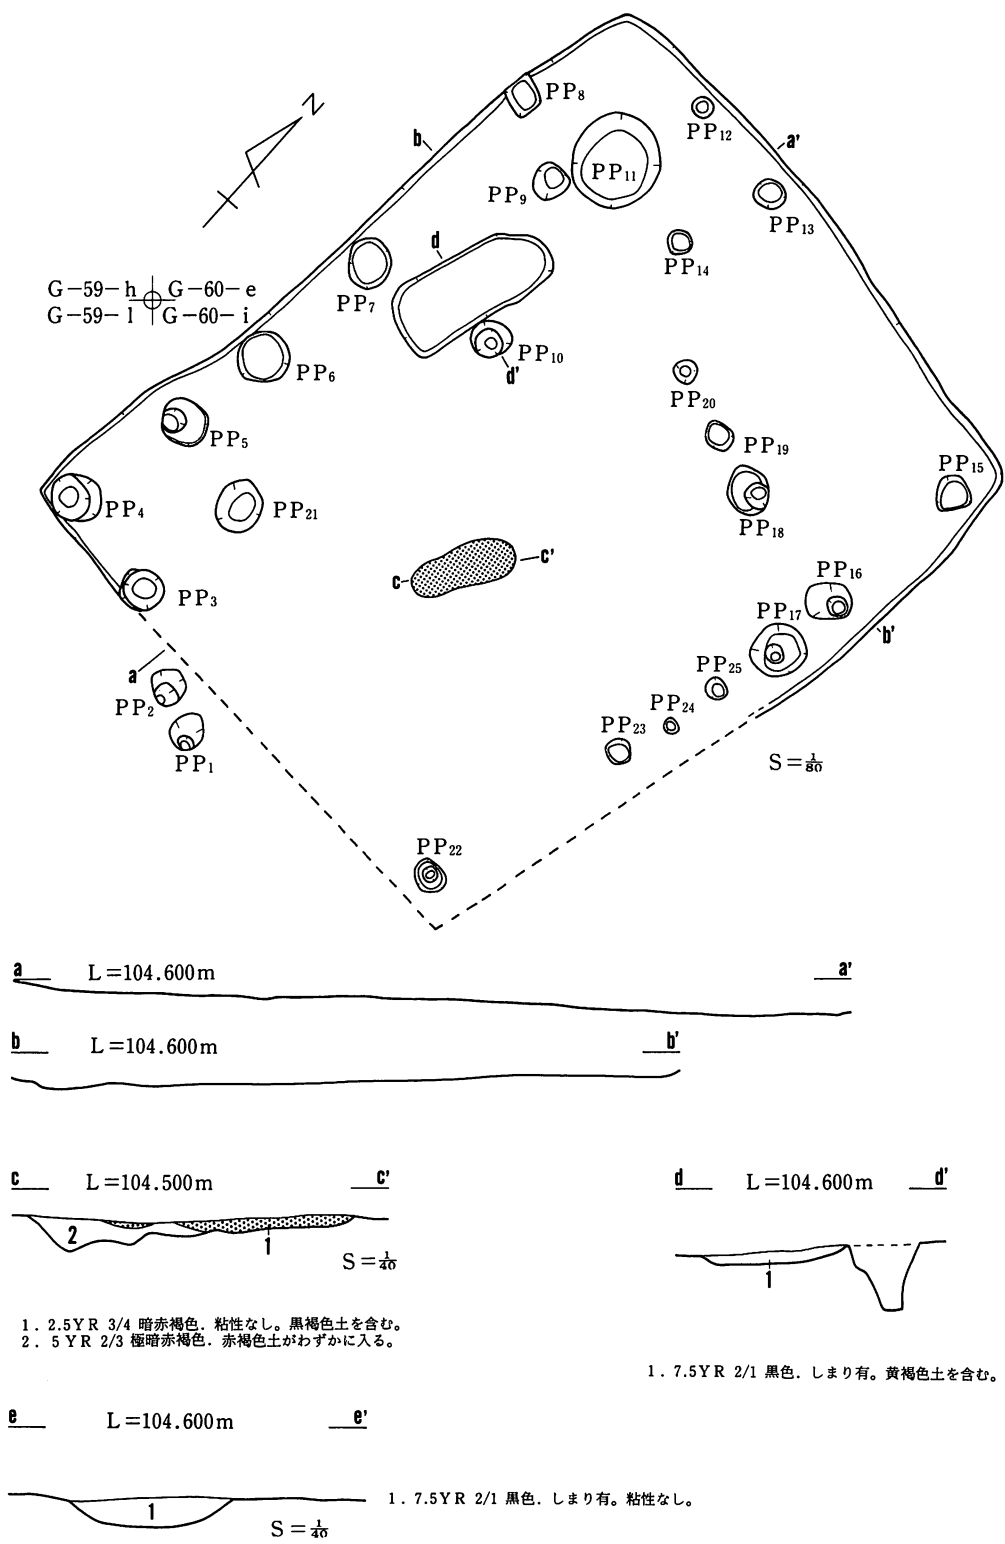 N
PP8
b
PP12
a'
PP9
PP11
PP13
d
PP14
G-59-h G-60-e
G-59-l G-60-i
PP7
PP10
d'
PP6
PP20
PP5
PP19
PP15
PP4
PP21
PP18
c
c'
PP16
PP3
PP17
b'
a
PP25
PP2
PP24
PP23
PP1
S=1/80
PP22
a L=104.600m a'
b L=104.600m b'
c L=104.500m c'
2
1
S=1/40
1. 2.5YR 3/4 暗赤褐色. 粘性なし。黒褐色土を含む。
2. 5YR 2/3 極暗赤褐色. 赤褐色土がわずかに入る。
d L=104.600m d'
1
1. 7.5YR 2/1 黒色. しまり有。黄褐色土を含む。
e L=104.600m e'
1
1. 7.5YR 2/1 黒色. しまり有。粘性なし。
S=1/40